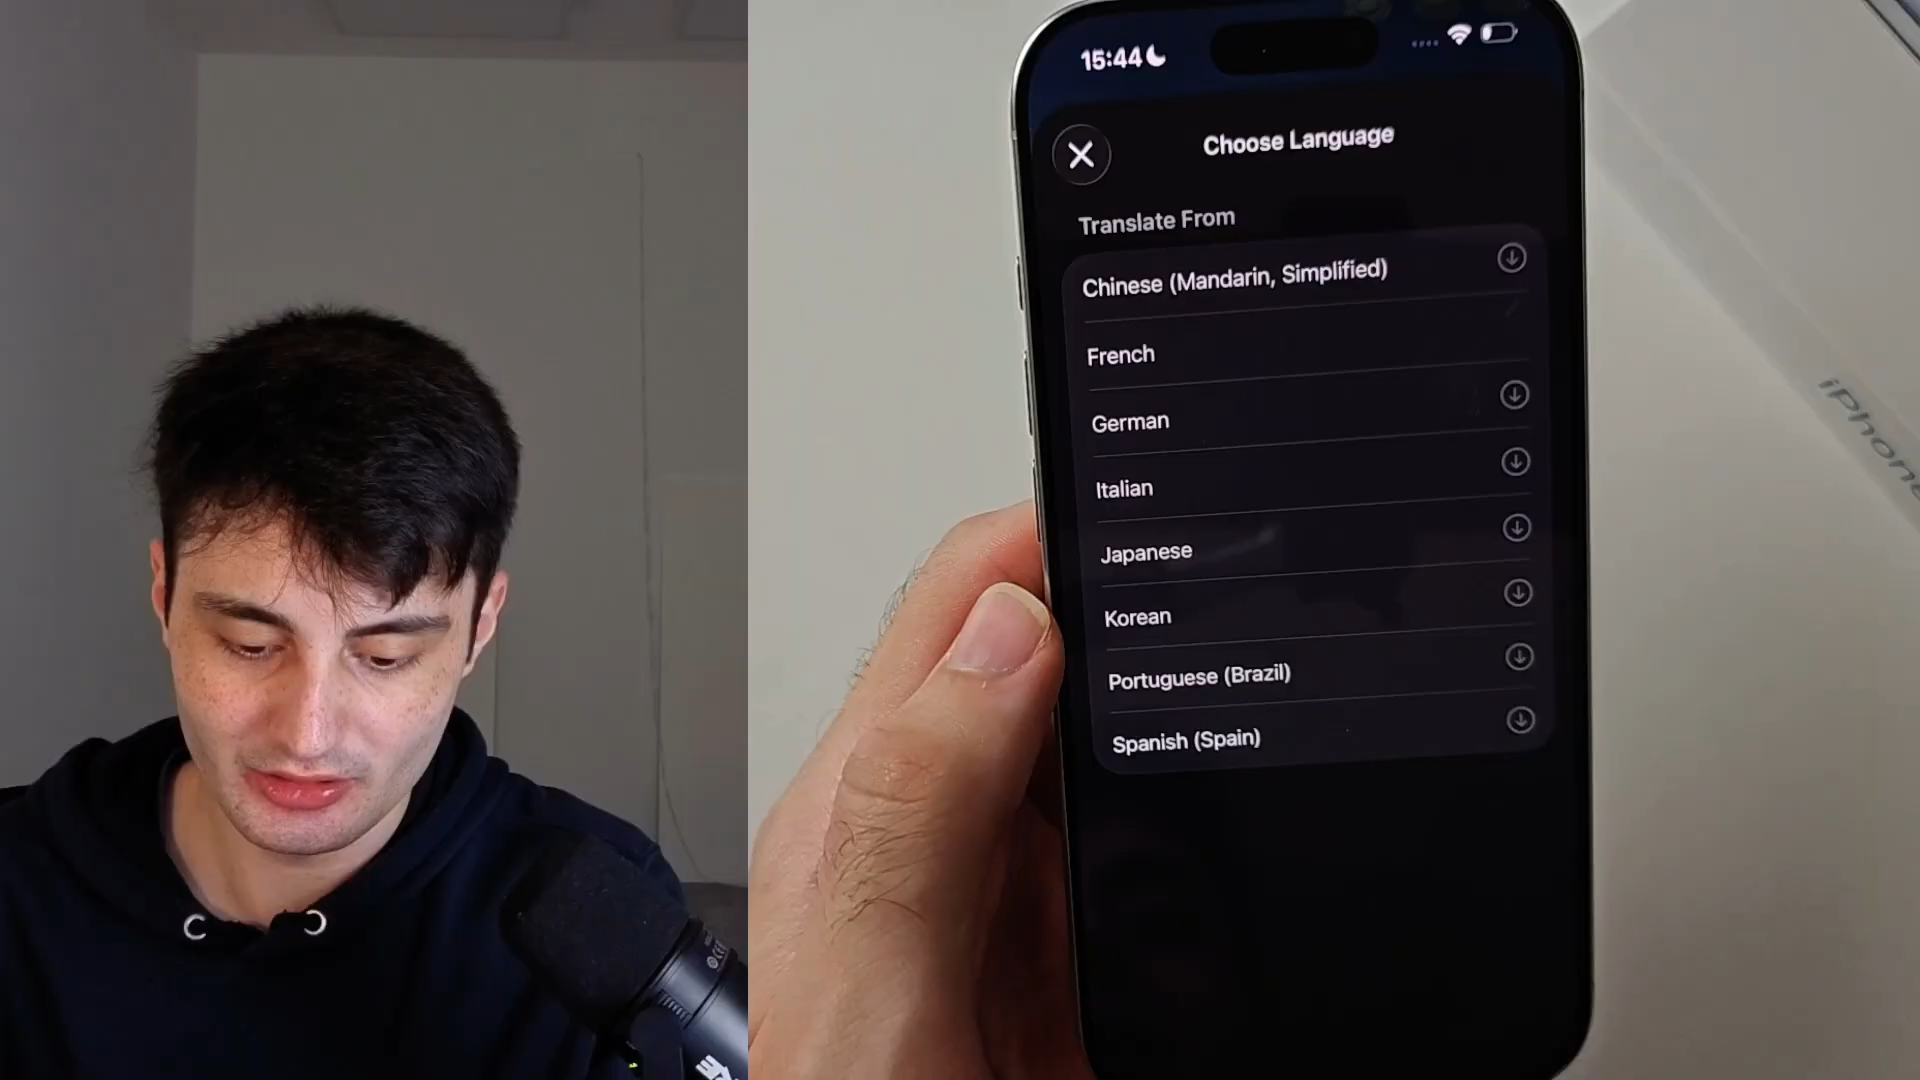 15:44
Choose Language
Translate From
Chinese (Mandarin, Simplified)
French
German
Italian
Japanese
Korean
Portuguese (Brazil)
Spanish (Spain)
iPhone